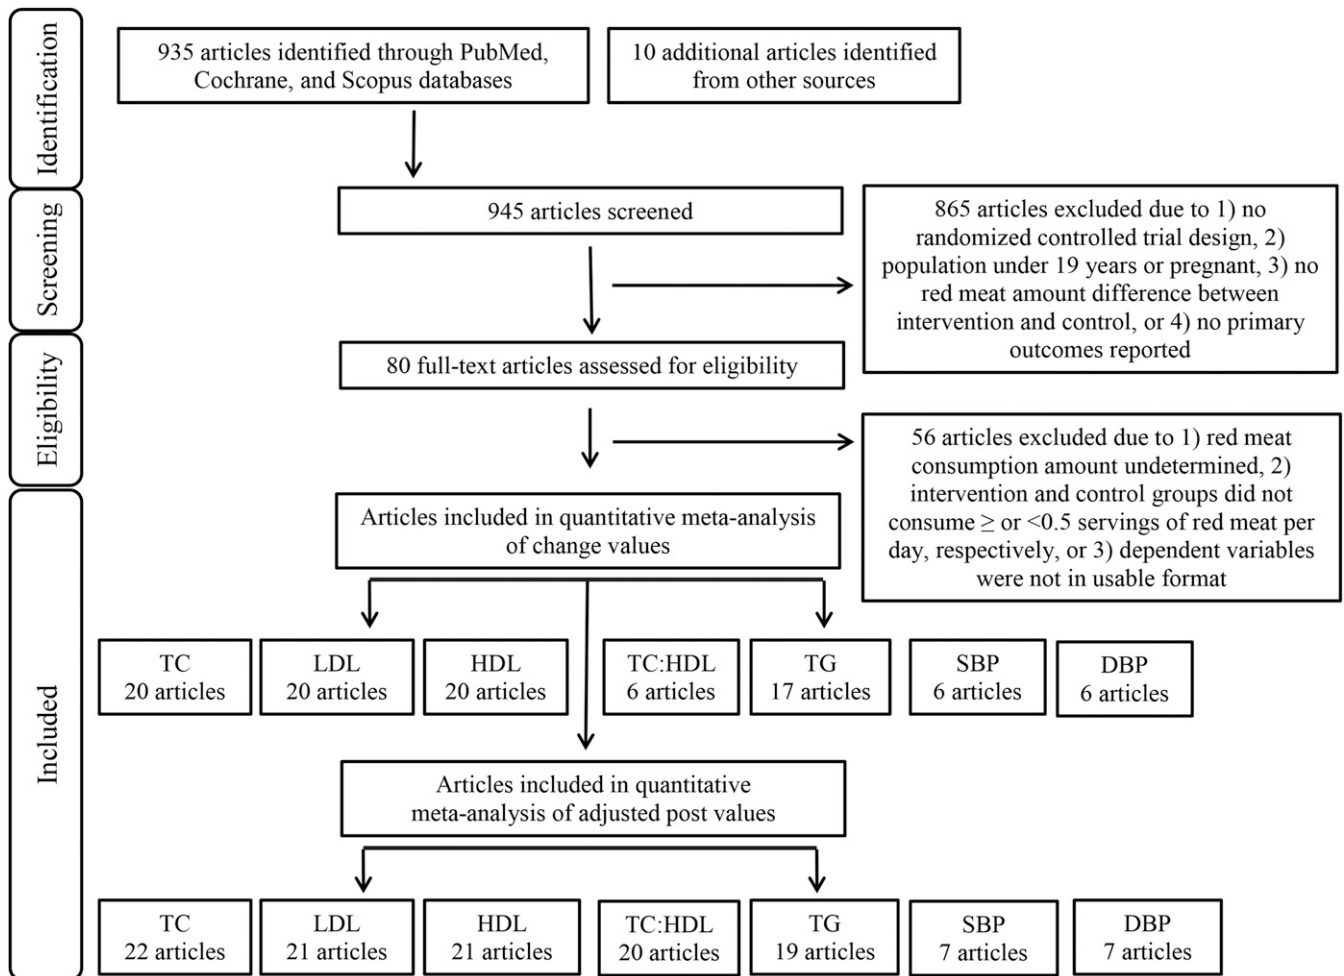 Identification
935 articles identified through PubMed,
Cochrane, and Scopus databases
10 additional articles identified
from other sources
Screening
945 articles screened
865 articles excluded due to 1) no
randomized controlled trial design, 2)
population under 19 years or pregnant, 3) no
red meat amount difference between
intervention and control, or 4) no primary
outcomes reported
Eligibility
80 full-text articles assessed for eligibility
56 articles excluded due to 1) red meat
consumption amount undetermined, 2)
intervention and control groups did not
consume ≥ or <0.5 servings of red meat per
day, respectively, or 3) dependent variables
were not in usable format
Included
Articles included in quantitative meta-analysis
of change values
TC
20 articles
LDL
20 articles
HDL
20 articles
TC:HDL
6 articles
TG
17 articles
SBP
6 articles
DBP
6 articles
Articles included in quantitative
meta-analysis of adjusted post values
TC
22 articles
LDL
21 articles
HDL
21 articles
TC:HDL
20 articles
TG
19 articles
SBP
7 articles
DBP
7 articles